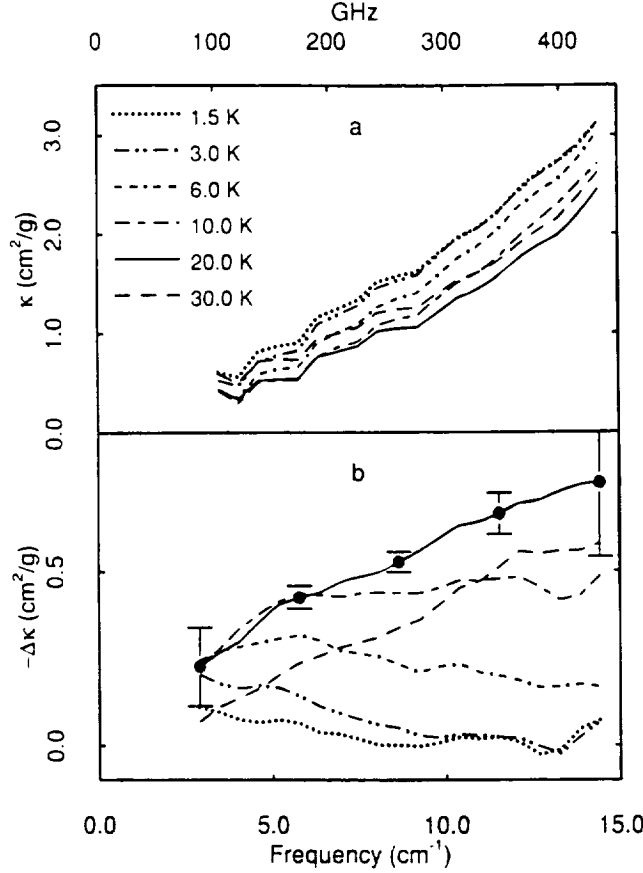 GHz
0 100 200 300 400
a
1.5 K
3.0 K
6.0 K
10.0 K
20.0 K
30.0 K
κ (cm²/g)
3.0
2.0
1.0
0.0
b
-Δκ (cm²/g)
0.5
0.0
0.0 5.0 10.0 15.0
Frequency (cm⁻¹)